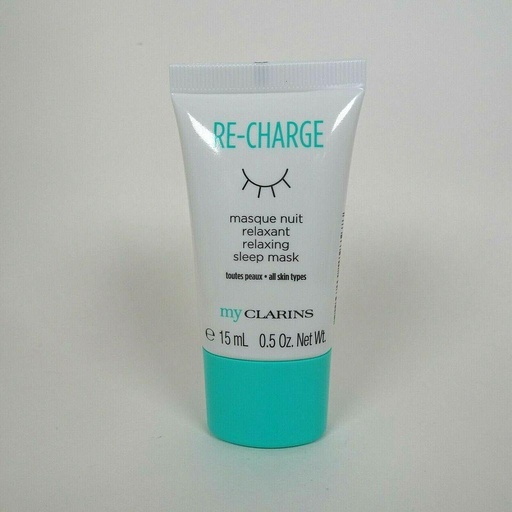 RE-CHARGE
masque nuit
relaxant
relaxing
sleep mask
toutes peaux • all skin types
my CLARINS
℮ 15 mL 0.5 Oz. Net Wt.